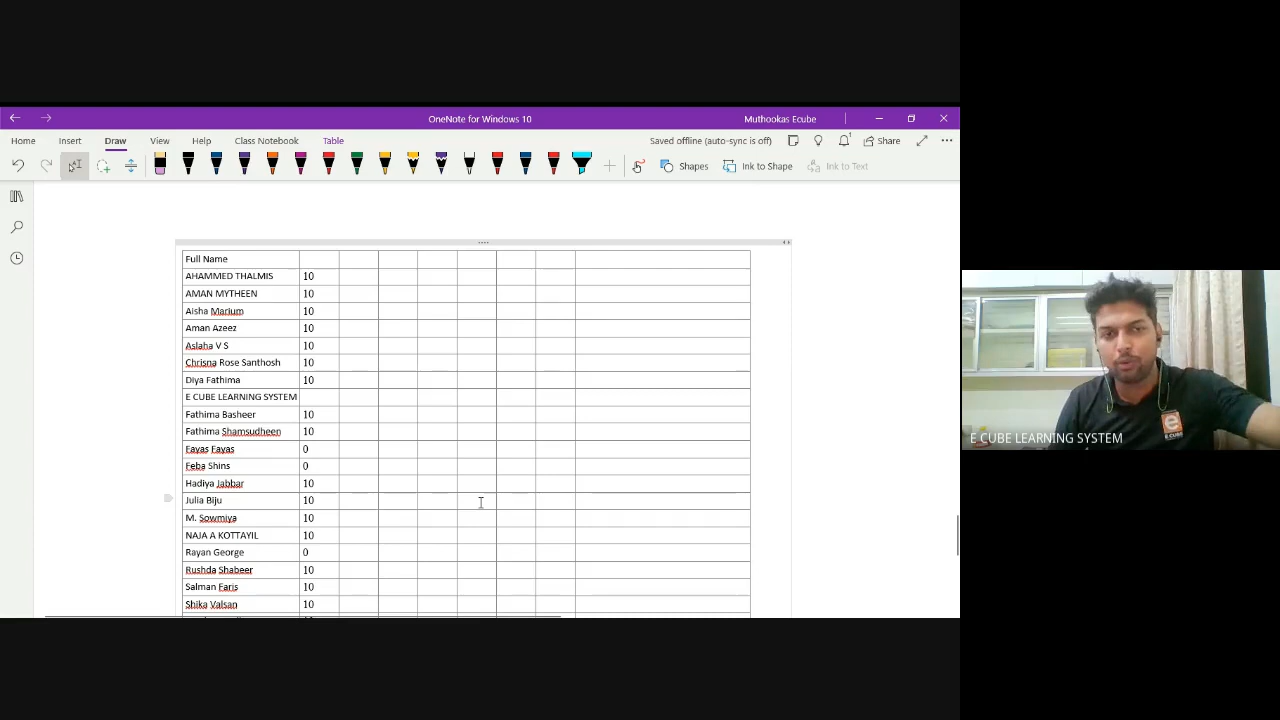 OneNote for Windows 10
Muthookas Ecube
Home Insert Draw View Help Class Notebook Table
Saved offline (auto-sync is off)
Share
Shapes
Ink to Shape
Ink to Text
Full Name
AHAMMED THALMIS 10
AMAN MYTHEEN 10
Aisha Marium 10
Aman Azeez 10
Aslaha V S 10
Chrisna Rose Santhosh 10
Diya Fathima 10
E CUBE LEARNING SYSTEM
Fathima Basheer 10
Fathima Shamsudheen 10
Fayas Fayas 0
Feba Shins 0
Hadiya Jabbar 10
Julia Biju 10
M. Sowmiya 10
NAJA A KOTTAYIL 10
Rayan George 0
Rushda Shabeer 10
Salman Faris 10
Shika Valsan 10
e
E CUBE
E CUBE LEARNING SYSTEM